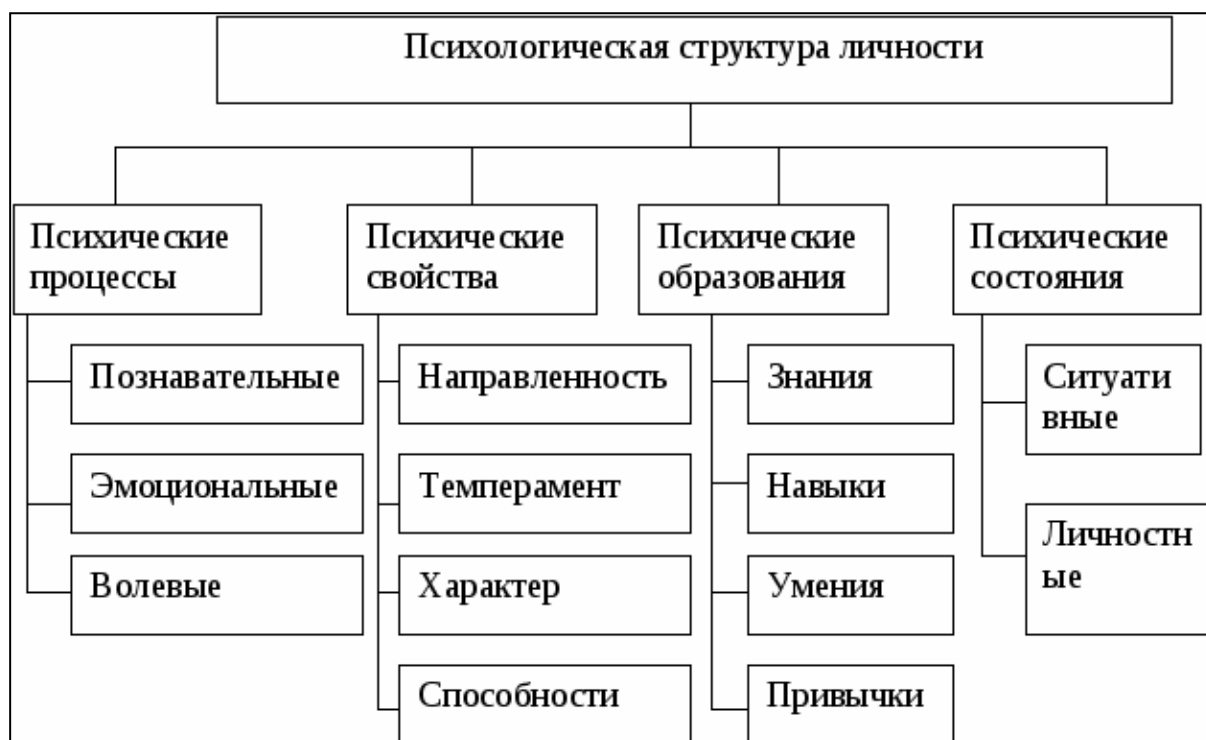 Психологическая структура личности
Психические
процессы
Психические
свойства
Психические
образования
Психические
состояния
Познавательные
Эмоциональные
Волевые
Направленность
Темперамент
Характер
Способности
Знания
Навыки
Умения
Привычки
Ситуати
вные
Личностн
ые